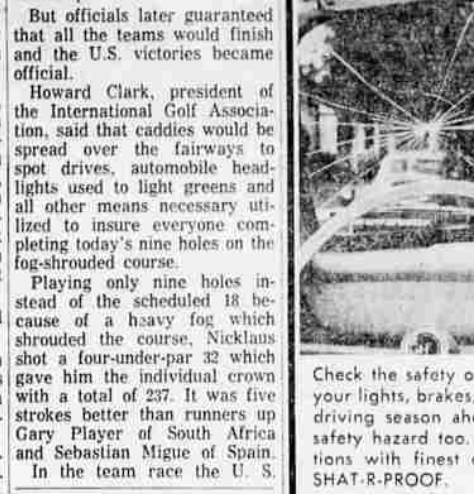 But officials later guaranteed
that all the teams would finish
and the U.S. victories became
official.
Howard Clark, president of
the International Golf Associa-
tion, said that caddies would be
spread over the fairways to
spot drives, automobile head-
lights used to light greens and
all other means necessary uti-
lized to insure everyone com-
pleting today's nine holes on the
fog-shrouded course.
Playing only nine holes in-
stead of the scheduled 18 be-
cause of a heavy fog which
shrouded the course, Nicklaus
shot a four-under-par 32 which
gave him the individual crown
with a total of 237. It was five
strokes better than runners up
Gary Player of South Africa
and Sebastian Migue of Spain.
In the team race the U. S.
Check the safety o
your lights, brakes,
driving season ahe
safety hazard too.
tions with finest
SHAT-R-PROOF.